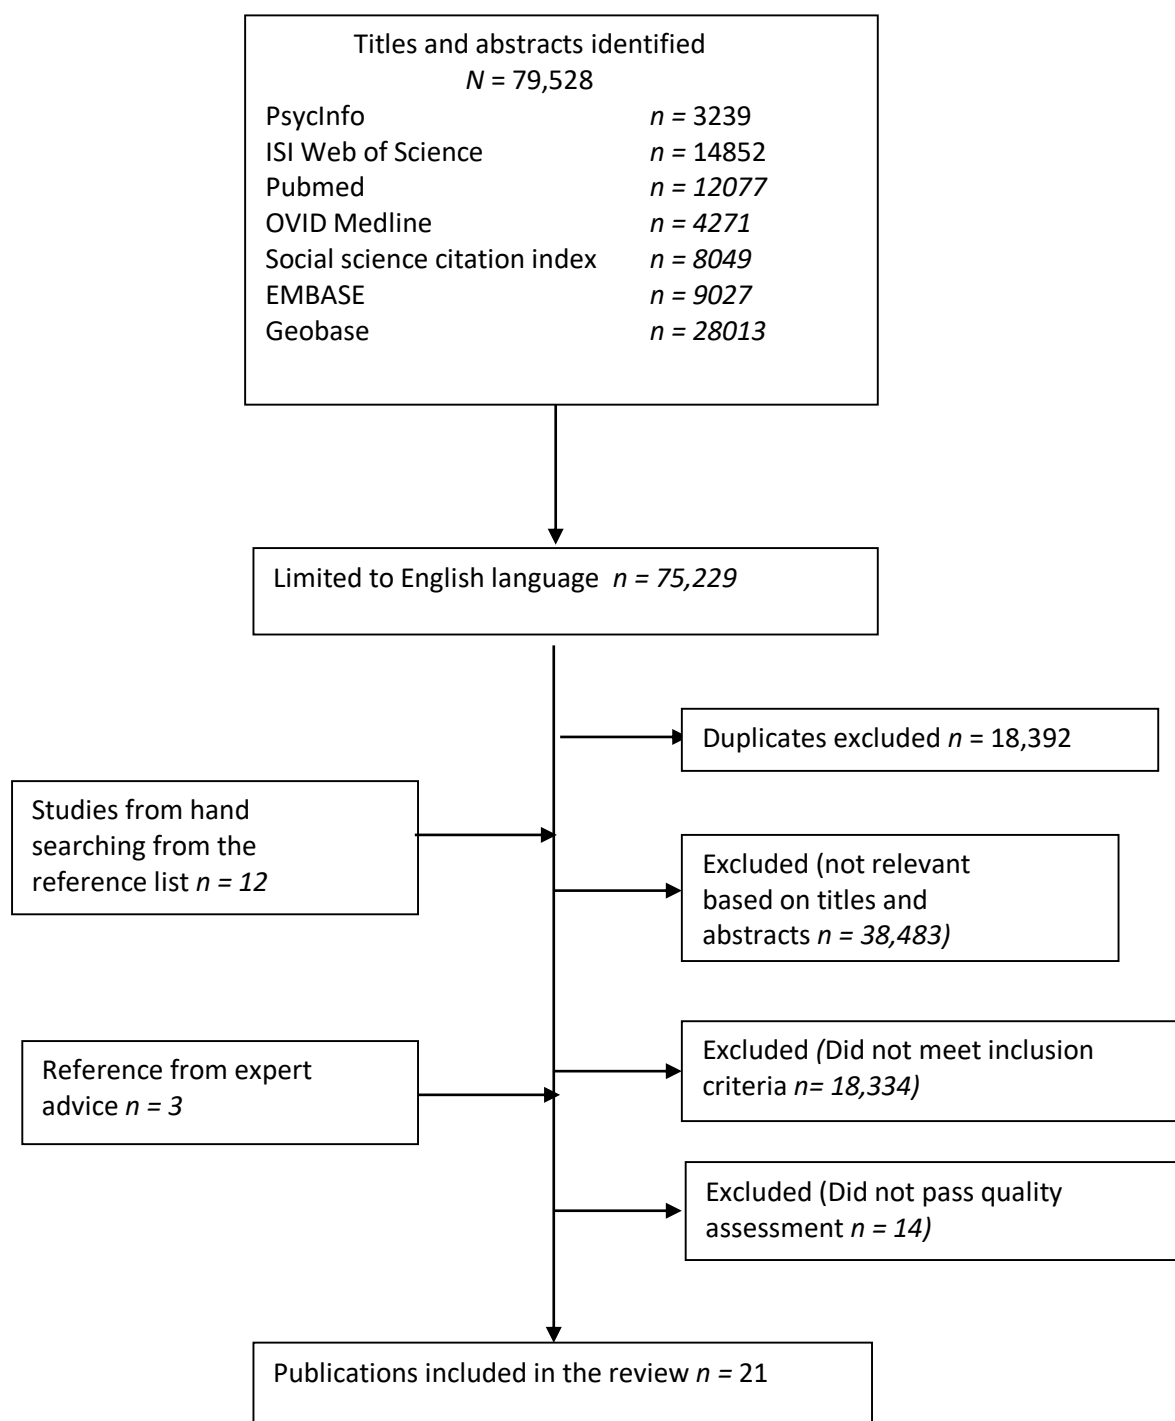 Titles and abstracts identified
N = 79,528
PsycInfo n = 3239
ISI Web of Science n = 14852
Pubmed n = 12077
OVID Medline n = 4271
Social science citation index n = 8049
EMBASE n = 9027
Geobase n = 28013
Limited to English language n = 75,229
Duplicates excluded n = 18,392
Studies from hand
searching from the
reference list n = 12
Excluded (not relevant
based on titles and
abstracts n = 38,483)
Excluded (Did not meet inclusion
criteria n= 18,334)
Reference from expert
advice n = 3
Excluded (Did not pass quality
assessment n = 14)
Publications included in the review n = 21